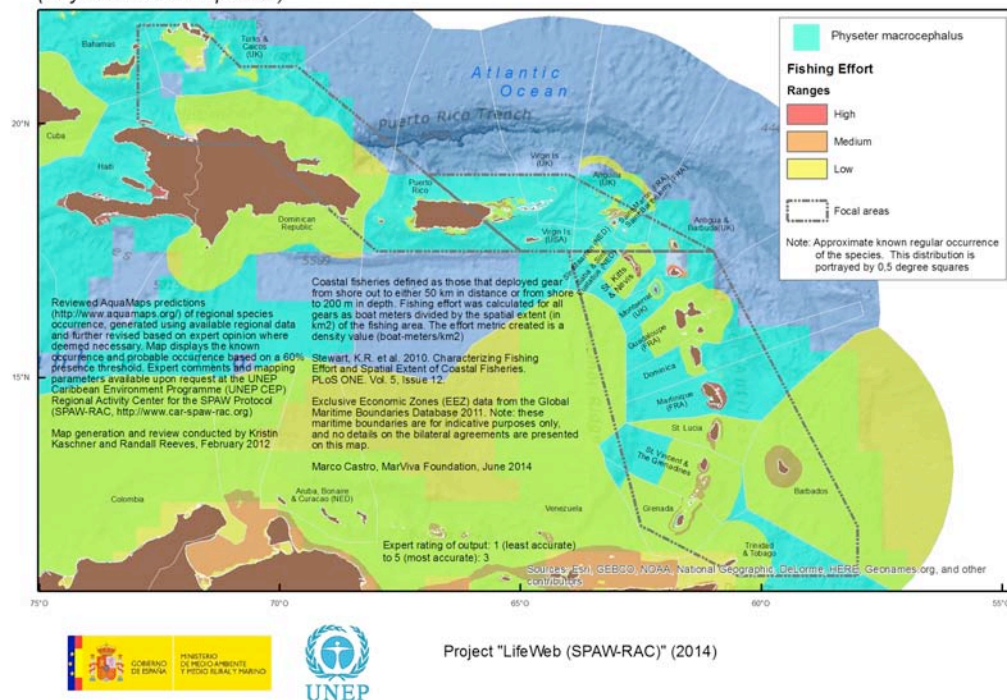 Bahamas
Turks &
Caicos
(UK)
Atlantic
Ocean
Puerto Rico Trench
20°N
Cuba
Haiti
Dominican
Republic
Puerto
Rico
Virgin Is
(UK)
Virgin Is
(USA)
Anguilla
(UK)
Antigua &
Barbuda(UK)
St. Kitts
& Nevis
Montserrat
(UK)
Guadaloupe
(FRA)
Dominica
15°N
Martinique
(FRA)
St. Lucia
St. Vincent &
The Grenadines
Barbados
Grenada
Trinidad
& Tobago
Venezuela
Aruba, Bonaire
& Curacao (NED)
Colombia
Reviewed AquaMaps predictions
(http://www.aquamaps.org/) of regional species
occurrence, generated using available regional data
and further revised based on expert opinion where
deemed necessary. Map displays the known
occurrence and probable occurrence based on a 60%
presence threshold. Expert comments and mapping
parameters available upon request at the UNEP
Caribbean Environment Programme (UNEP CEP)
Regional Activity Center for the SPAW Protocol
(SPAW-RAC, http://www.car-spaw-rac.org)
Map generation and review conducted by Kristin
Kaschner and Randall Reeves, February 2012
Coastal fisheries defined as those that deployed gear
from shore out to either 50 km in distance or from shore
to 200 m in depth. Fishing effort was calculated for all
gears as boat meters divided by the spatial extent (in
km2) of the fishing area. The effort metric created is a
density value (boat-meters/km2)
Stewart, K.R. et al. 2010. Characterizing Fishing
Effort and Spatial Extent of Coastal Fisheries.
PLoS ONE. Vol. 5, Issue 12.
Exclusive Economic Zones (EEZ) data from the Global
Maritime Boundaries Database 2011. Note: these
maritime boundaries are for indicative purposes only,
and no details on the bilateral agreements are presented
on this map.
Marco Castro, MarViva Foundation, June 2014
Expert rating of output: 1 (least accurate)
to 5 (most accurate): 3
Sources: Esri, GEBCO, NOAA, National Geographic, DeLorme, HERE, Geonames.org, and other
contributors
75°0
70°0
65°0
60°0
Physeter macrocephalus
Fishing Effort
Ranges
High
Medium
Low
Focal areas
Note: Approximate known regular occurrence
of the species. This distribution is
portrayed by 0,5 degree squares
GOBIERNO
DE ESPAÑA
MINISTERIO
DE MEDIO AMBIENTE
Y MEDIO RURAL Y MARINO
UNEP
Project "LifeWeb (SPAW-RAC)" (2014)